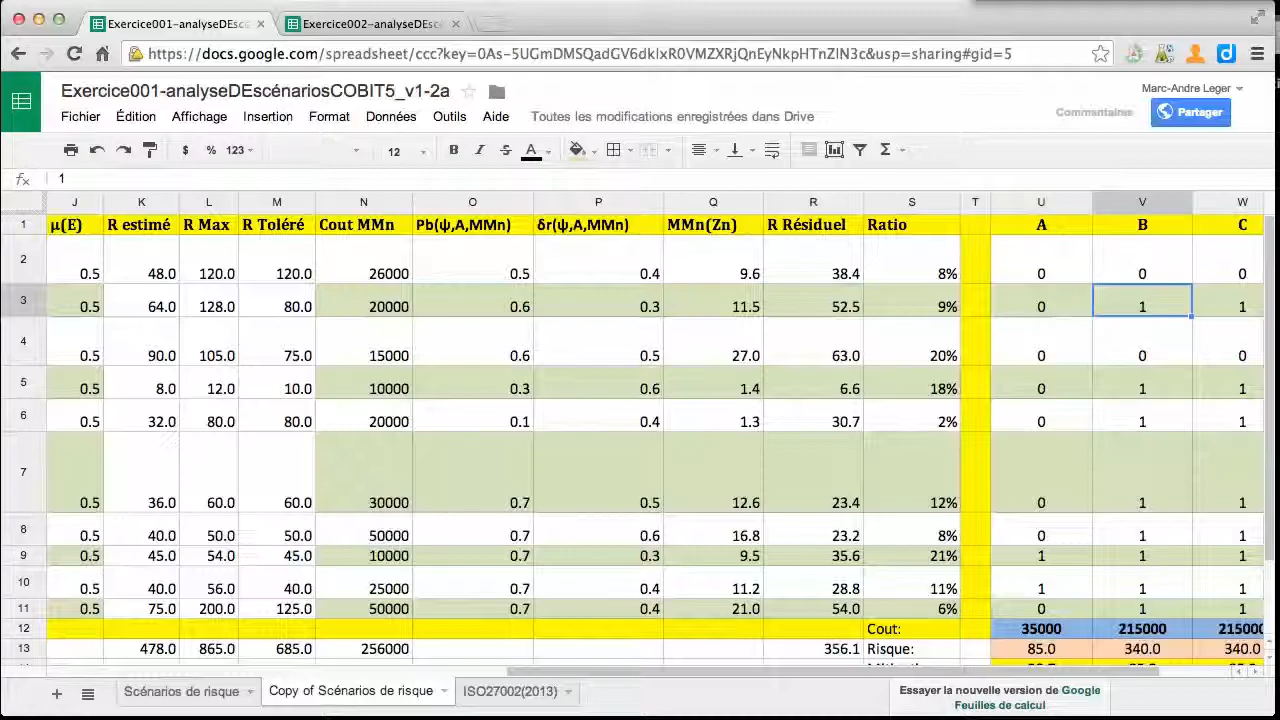 Exercice001-analyseDEscé
Exercice002-analyseDEscé
https://docs.google.com/spreadsheet/ccc?key=0As-5UGmDMSQadGV6dklxR0VMZXRjQnEyNkpHTnZIN3c&usp=sharing#gid=5
Exercice001-analyseDEscénariosCOBIT5_v1-2a
Marc-Andre Leger
Fichier Édition Affichage Insertion Format Données Outils Aide Toutes les modifications enregistrées dans Drive
Commentaires Partager
$ % 123 12 B I S A Σ
fx 1
J K L M N O P Q R S T U V W
1 μ(E) R estimé R Max R Toléré Cout MMn Pb(ψ,A,MMn) δr(ψ,A,MMn) MMn(Zn) R Résiduel Ratio A B C
2 0.5 48.0 120.0 120.0 26000 0.5 0.4 9.6 38.4 8% 0 0 0
3 0.5 64.0 128.0 80.0 20000 0.6 0.3 11.5 52.5 9% 0 1 1
4 0.5 90.0 105.0 75.0 15000 0.6 0.5 27.0 63.0 20% 0 0 0
5 0.5 8.0 12.0 10.0 10000 0.3 0.6 1.4 6.6 18% 0 1 1
6 0.5 32.0 80.0 80.0 20000 0.1 0.4 1.3 30.7 2% 0 1 1
7 0.5 36.0 60.0 60.0 30000 0.7 0.5 12.6 23.4 12% 0 1 1
8 0.5 40.0 50.0 50.0 50000 0.7 0.6 16.8 23.2 8% 0 1 1
9 0.5 45.0 54.0 45.0 10000 0.7 0.3 9.5 35.6 21% 1 1 1
10 0.5 40.0 56.0 40.0 25000 0.7 0.4 11.2 28.8 11% 1 1 1
11 0.5 75.0 200.0 125.0 50000 0.7 0.4 21.0 54.0 6% 0 1 1
12 Cout: 35000 215000 215000
13 478.0 865.0 685.0 256000 356.1 Risque: 85.0 340.0 340.0
Scénarios de risque Copy of Scénarios de risque ISO27002(2013)
Essayer la nouvelle version de Google
Feuilles de calcul